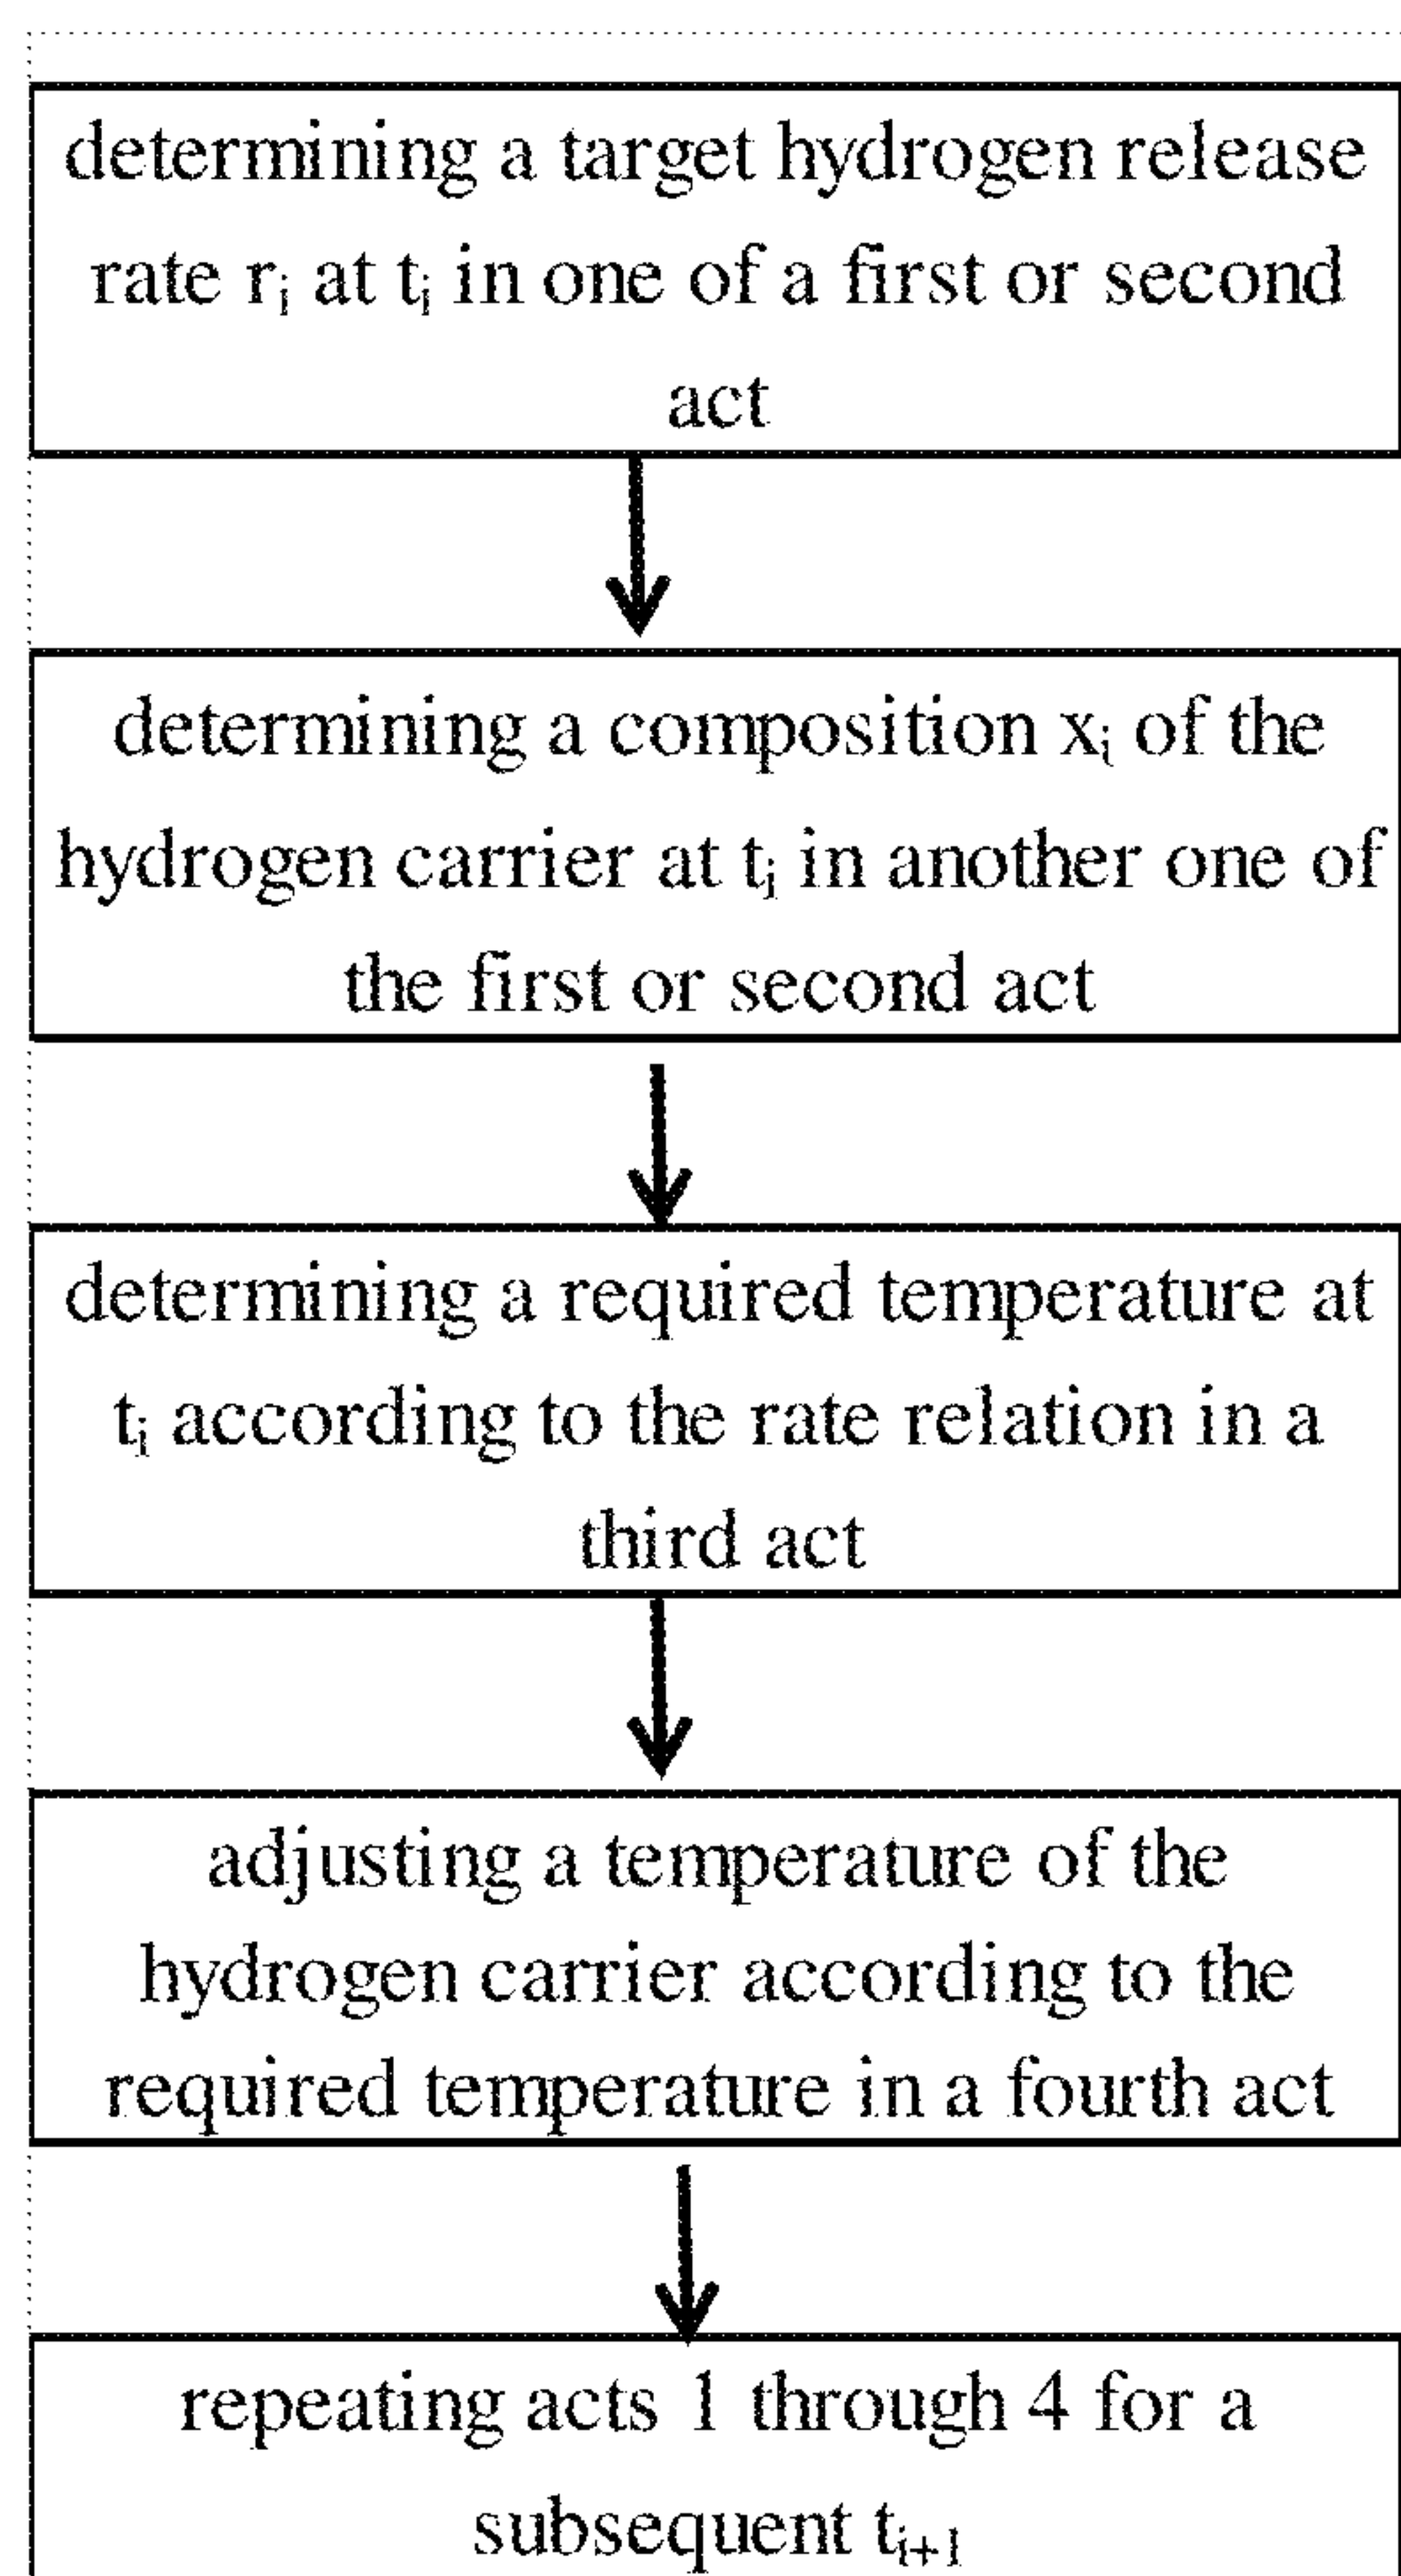 determining a target hydrogen release
rate rᵢ at tᵢ in one of a first or second
act
determining a composition xᵢ of the
hydrogen carrier at tᵢ in another one of
the first or second act
determining a required temperature at
tᵢ according to the rate relation in a
third act
adjusting a temperature of the
hydrogen carrier according to the
required temperature in a fourth act
repeating acts 1 through 4 for a
subsequent tᵢ₊₁